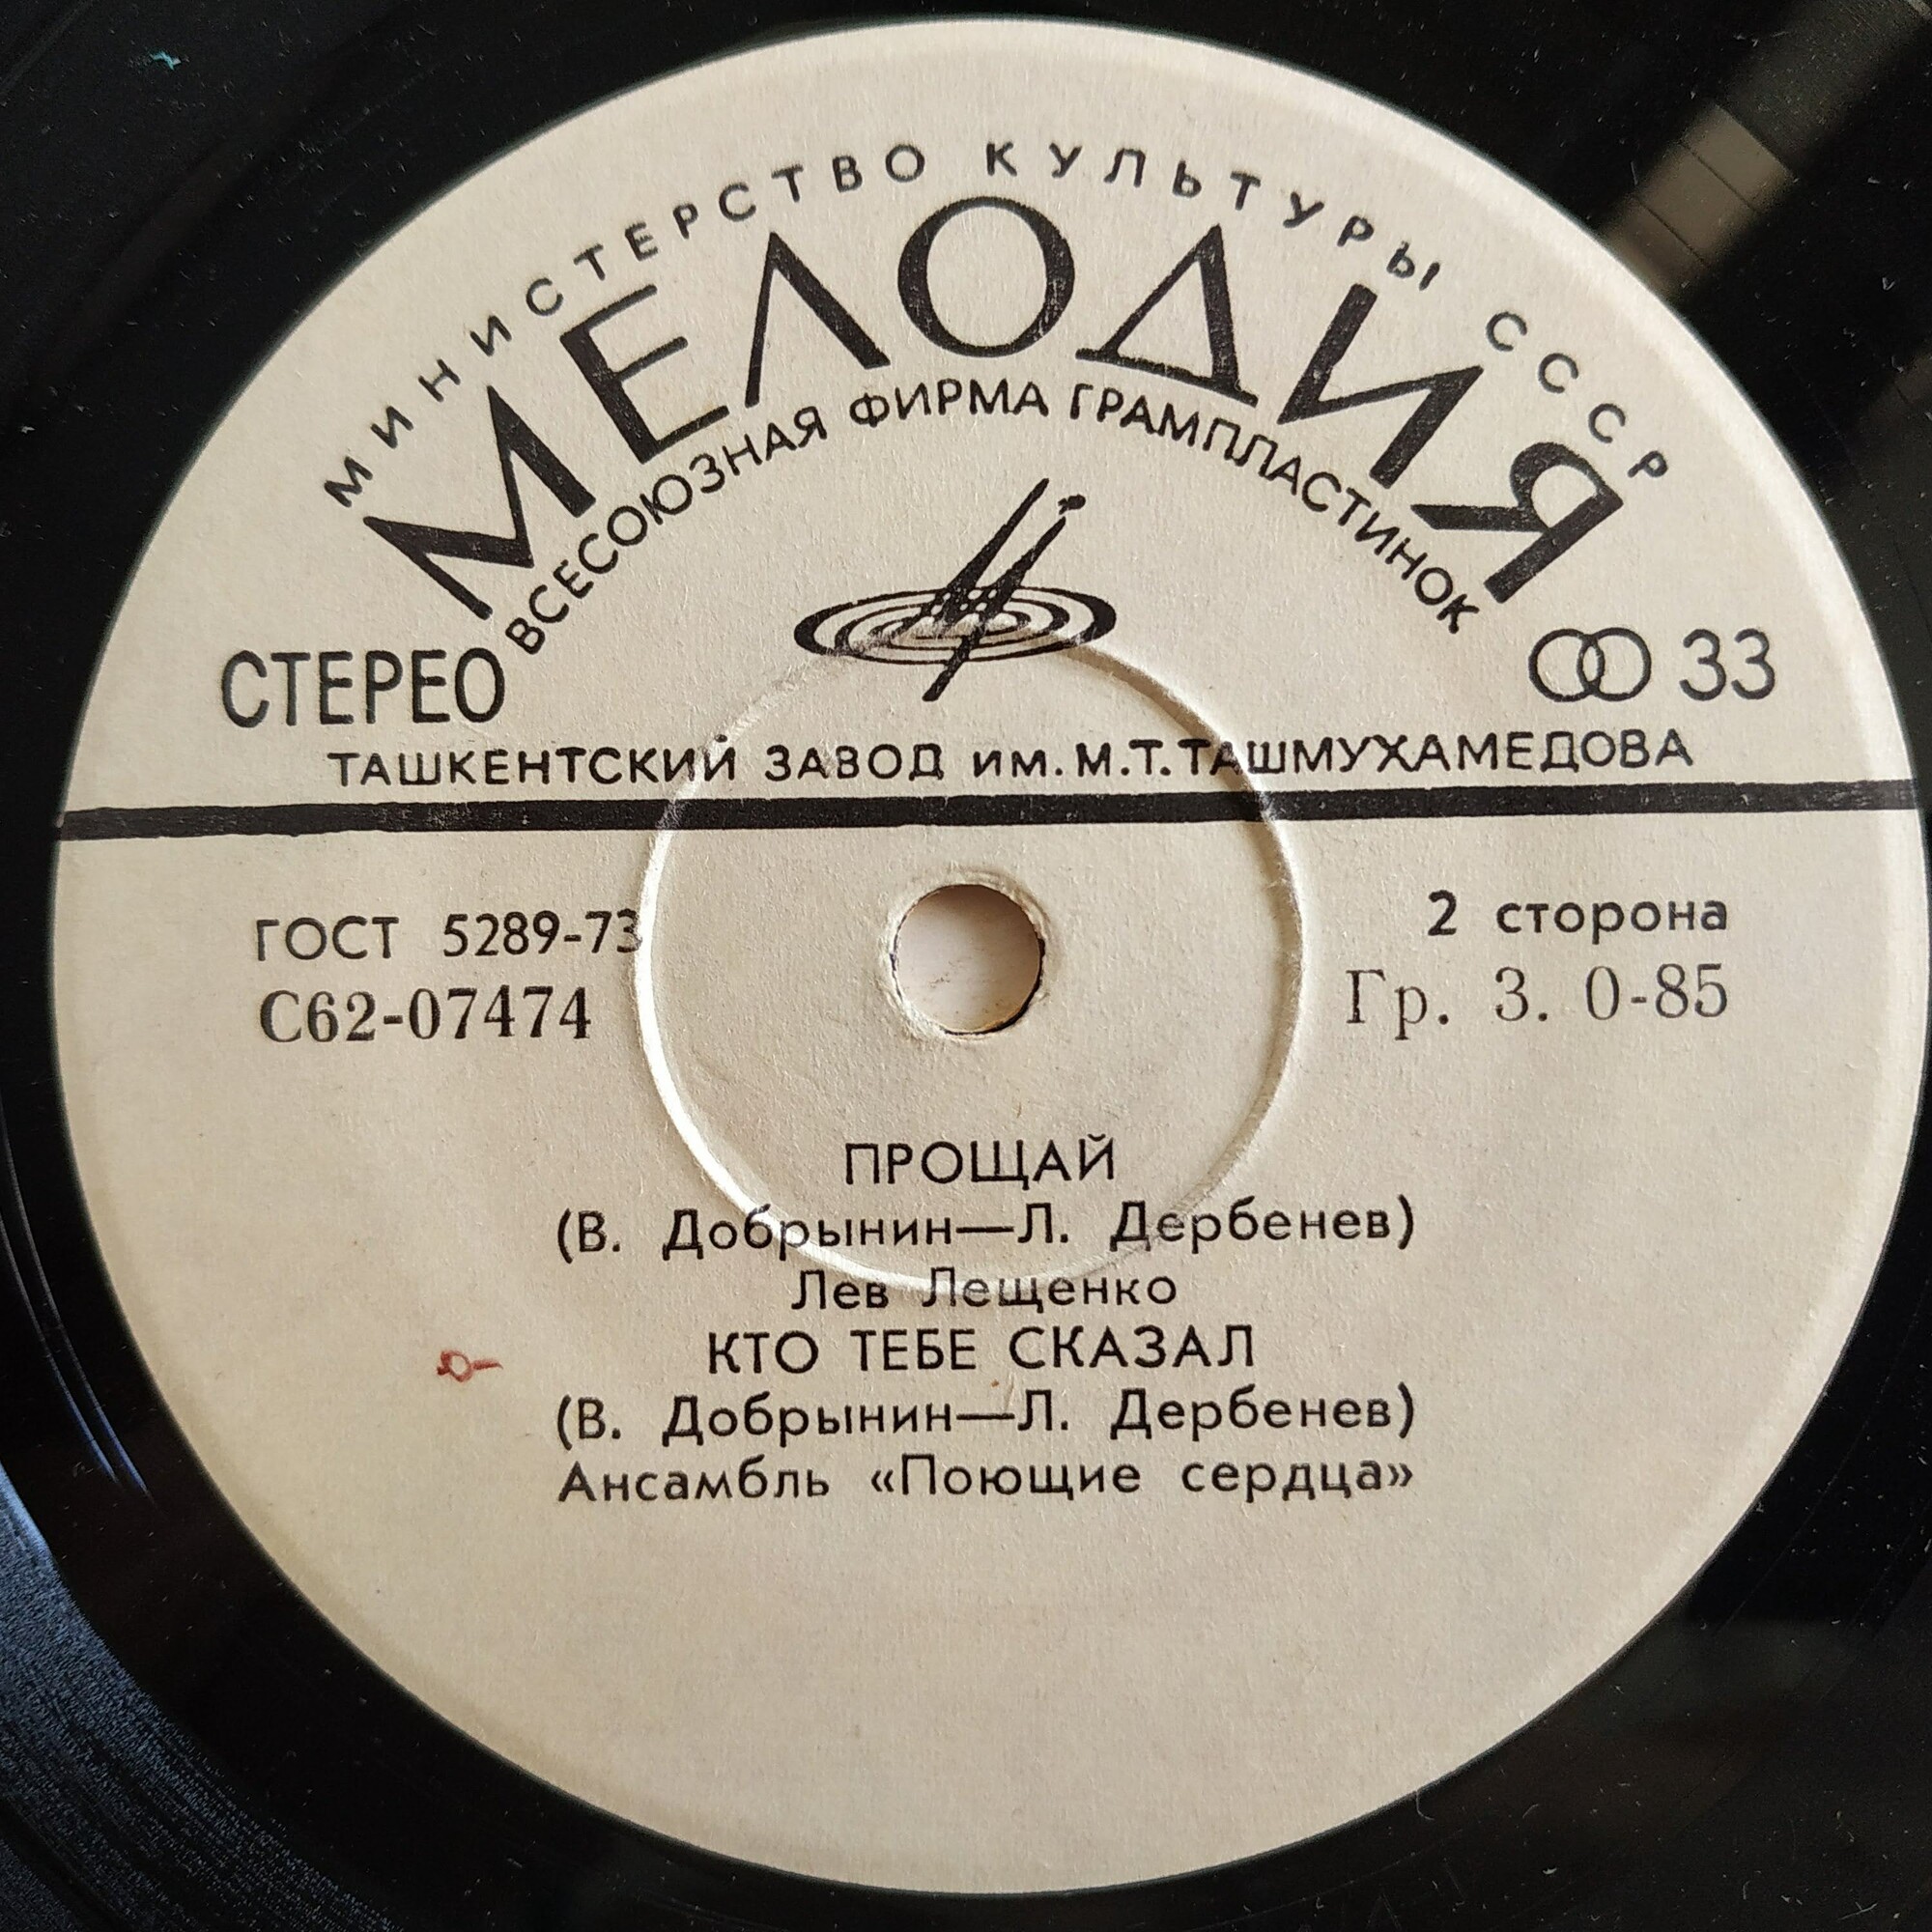 МИНИСТЕРСТВО КУЛЬТУРЫ СССР
МЕЛОДИЯ
ВСЕСОЮЗНАЯ ФИРМА ГРАМПЛАСТИНОК
СТЕРЕО 33
ТАШКЕНТСКИЙ ЗАВОД им. М.Т. ТАШМУХАМЕДОВА
ГОСТ 5289-73 2 сторона
С62-07474 Гр. 3. 0-85
ПРОЩАЙ
(В. Добрынин—Л. Дербенев)
Лев Лещенко
КТО ТЕБЕ СКАЗАЛ
(В. Добрынин—Л. Дербенев)
Ансамбль «Поющие сердца»